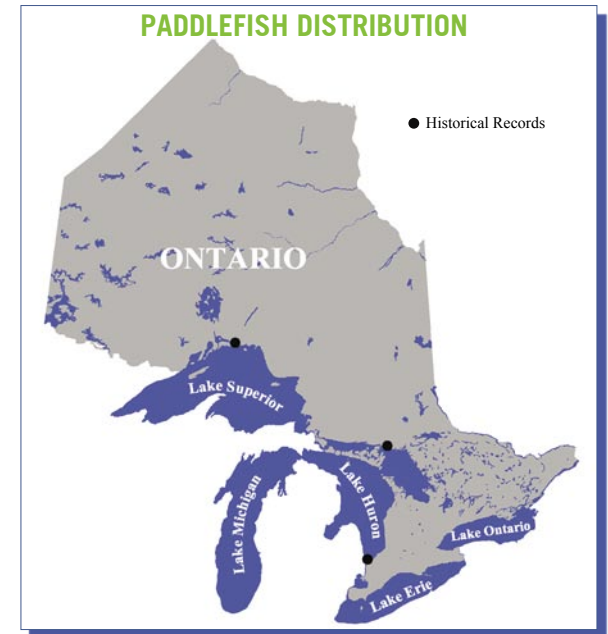 PADDLEFISH DISTRIBUTION
Historical Records
ONTARIO
Lake Superior
Lake Michigan
Lake Huron
Lake Ontario
Lake Erie